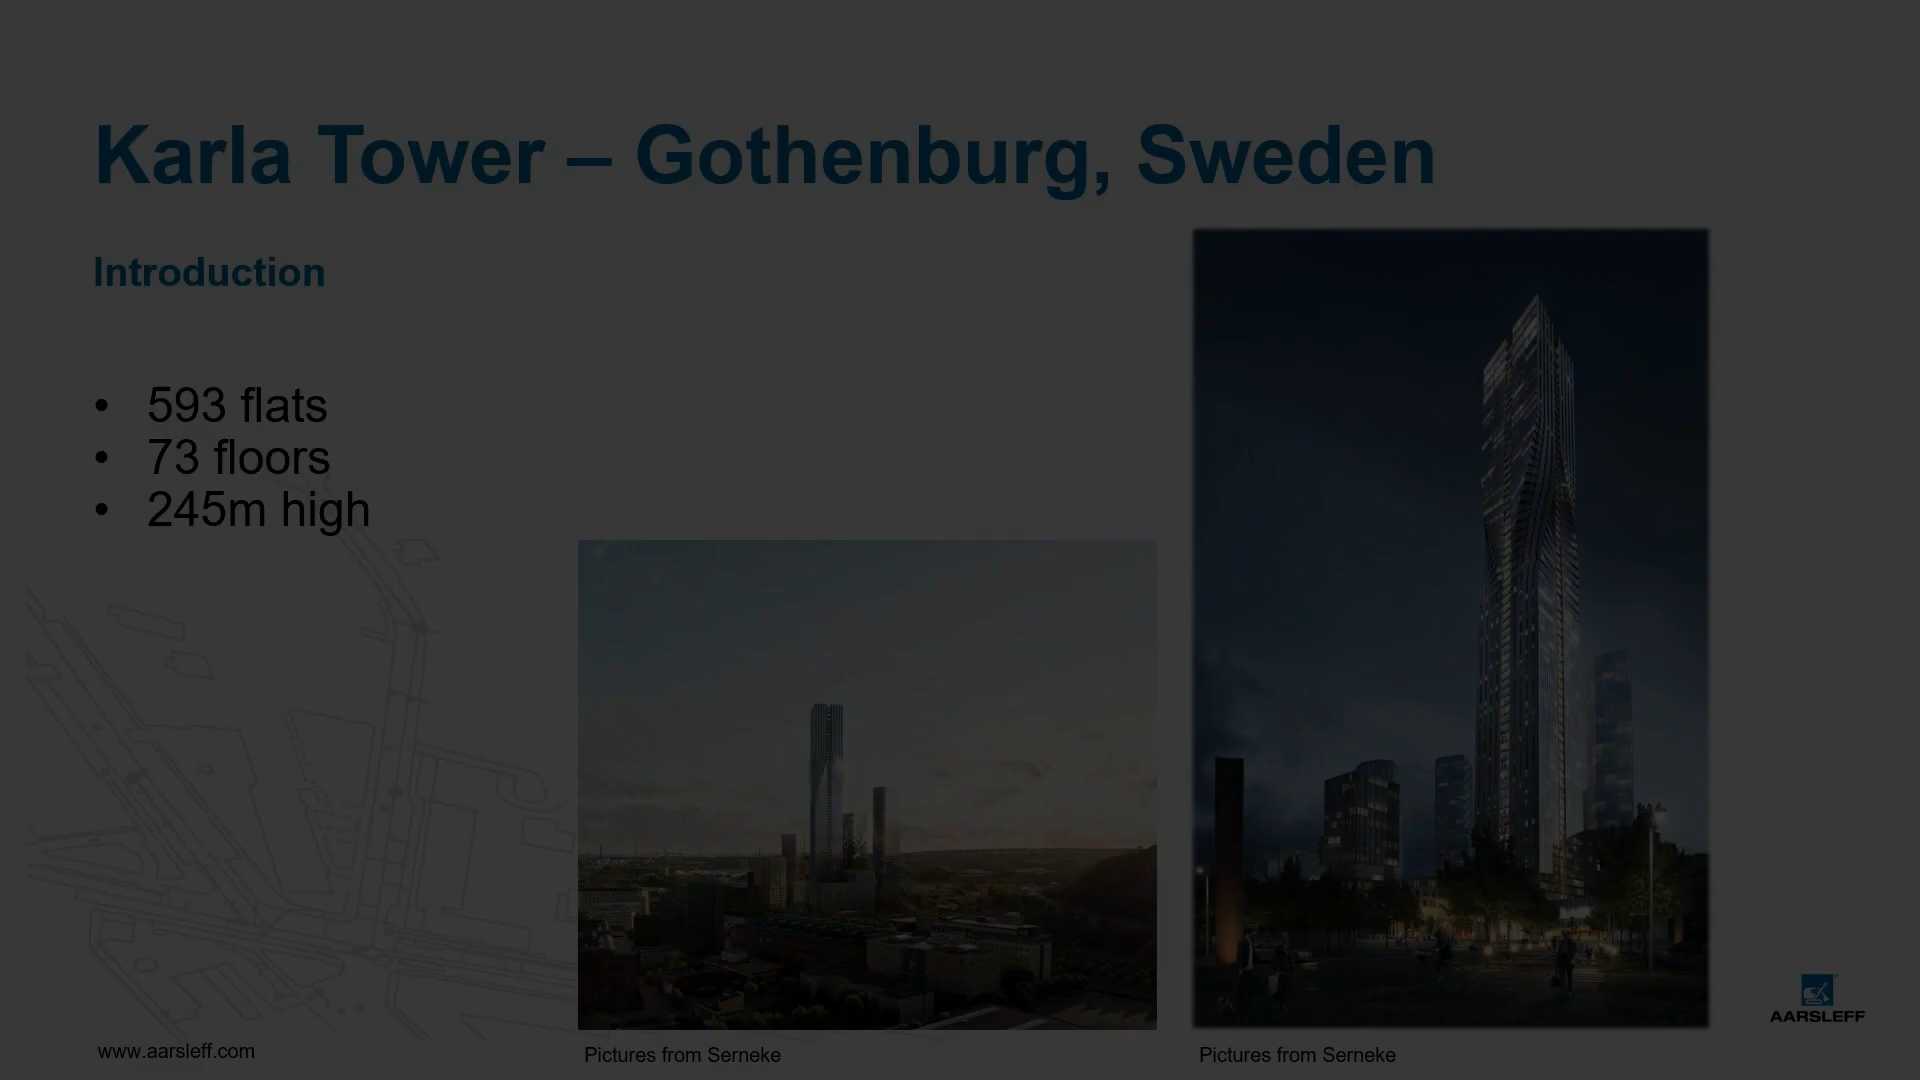 Karla Tower – Gothenburg, Sweden
Introduction
• 593 flats
• 73 floors
• 245m high
www.aarsleff.com
Pictures from Serneke
Pictures from Serneke
AARSLEFF